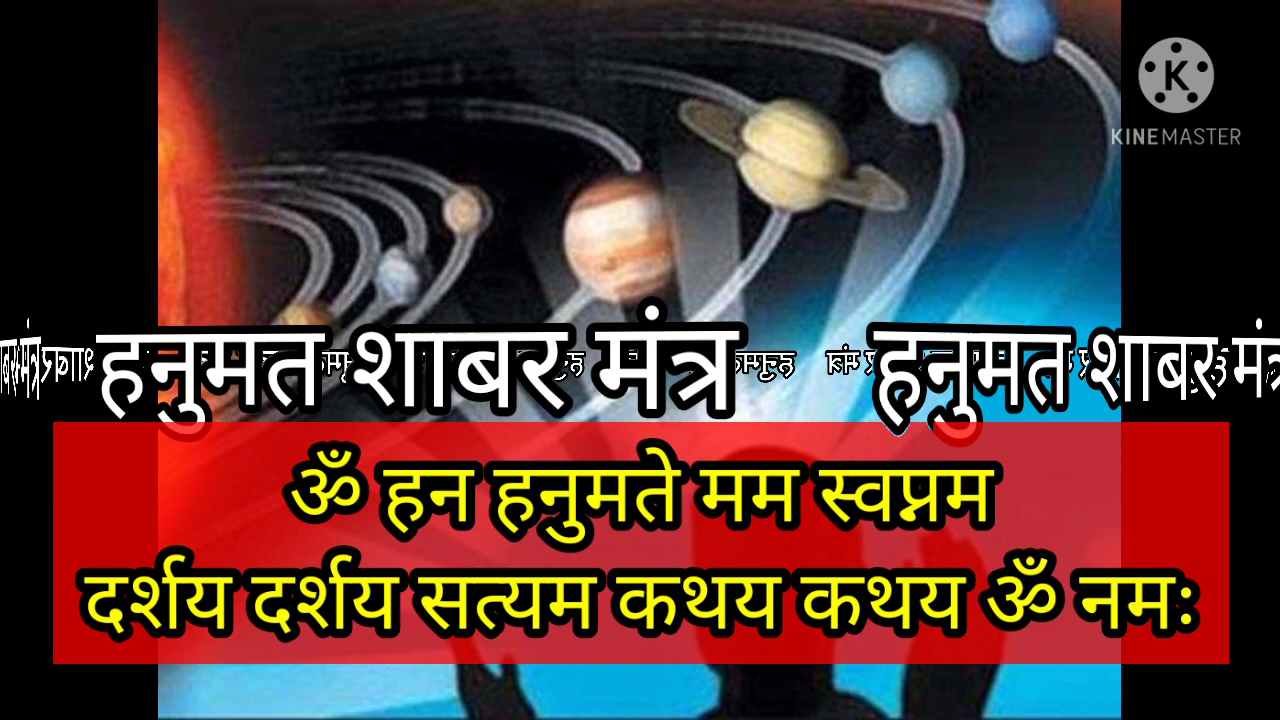 KINEMASTER
हनुमत शाबर मंत्र हनुमत शाबर मंत्र
ॐ हन हनुमते मम स्वप्नम
दर्शय दर्शय सत्यम कथय कथय ॐ नमः